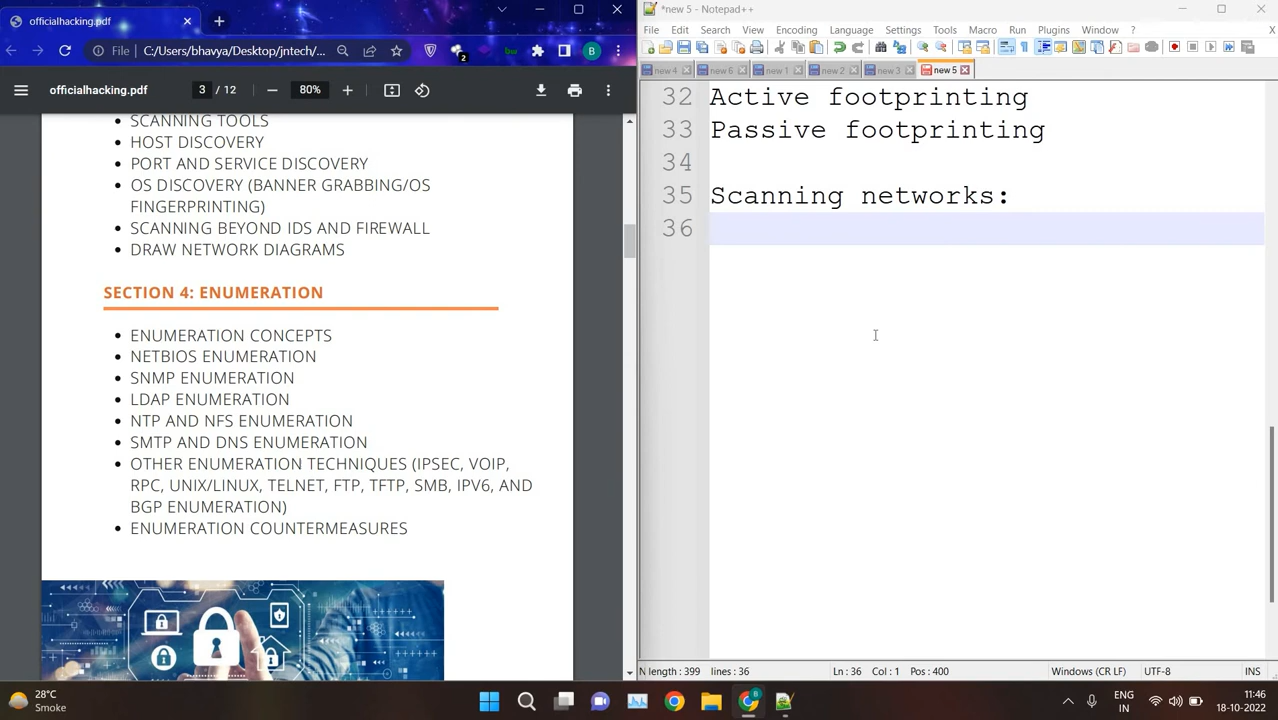 officialhacking.pdf
File
C:/Users/bhavya/Desktop/jntech/...
2
B
officialhacking.pdf
3 / 12
80%
SCANNING TOOLS
HOST DISCOVERY
PORT AND SERVICE DISCOVERY
OS DISCOVERY (BANNER GRABBING/OS
FINGERPRINTING)
SCANNING BEYOND IDS AND FIREWALL
DRAW NETWORK DIAGRAMS
SECTION 4: ENUMERATION
ENUMERATION CONCEPTS
NETBIOS ENUMERATION
SNMP ENUMERATION
LDAP ENUMERATION
NTP AND NFS ENUMERATION
SMTP AND DNS ENUMERATION
OTHER ENUMERATION TECHNIQUES (IPSEC, VOIP,
RPC, UNIX/LINUX, TELNET, FTP, TFTP, SMB, IPV6, AND
BGP ENUMERATION)
ENUMERATION COUNTERMEASURES
*new 5 - Notepad++
File Edit Search View Encoding Language Settings Tools Macro Run Plugins Window ?
new 4 new 6 new 1 new 2 new 3 new 5
32 Active footprinting
33 Passive footprinting
34
35 Scanning networks:
36
N length : 399 lines : 36 Ln : 36 Col : 1 Pos : 400 Windows (CR LF) UTF-8 INS
28°C
Smoke
ENG
IN
11:46
18-10-2022